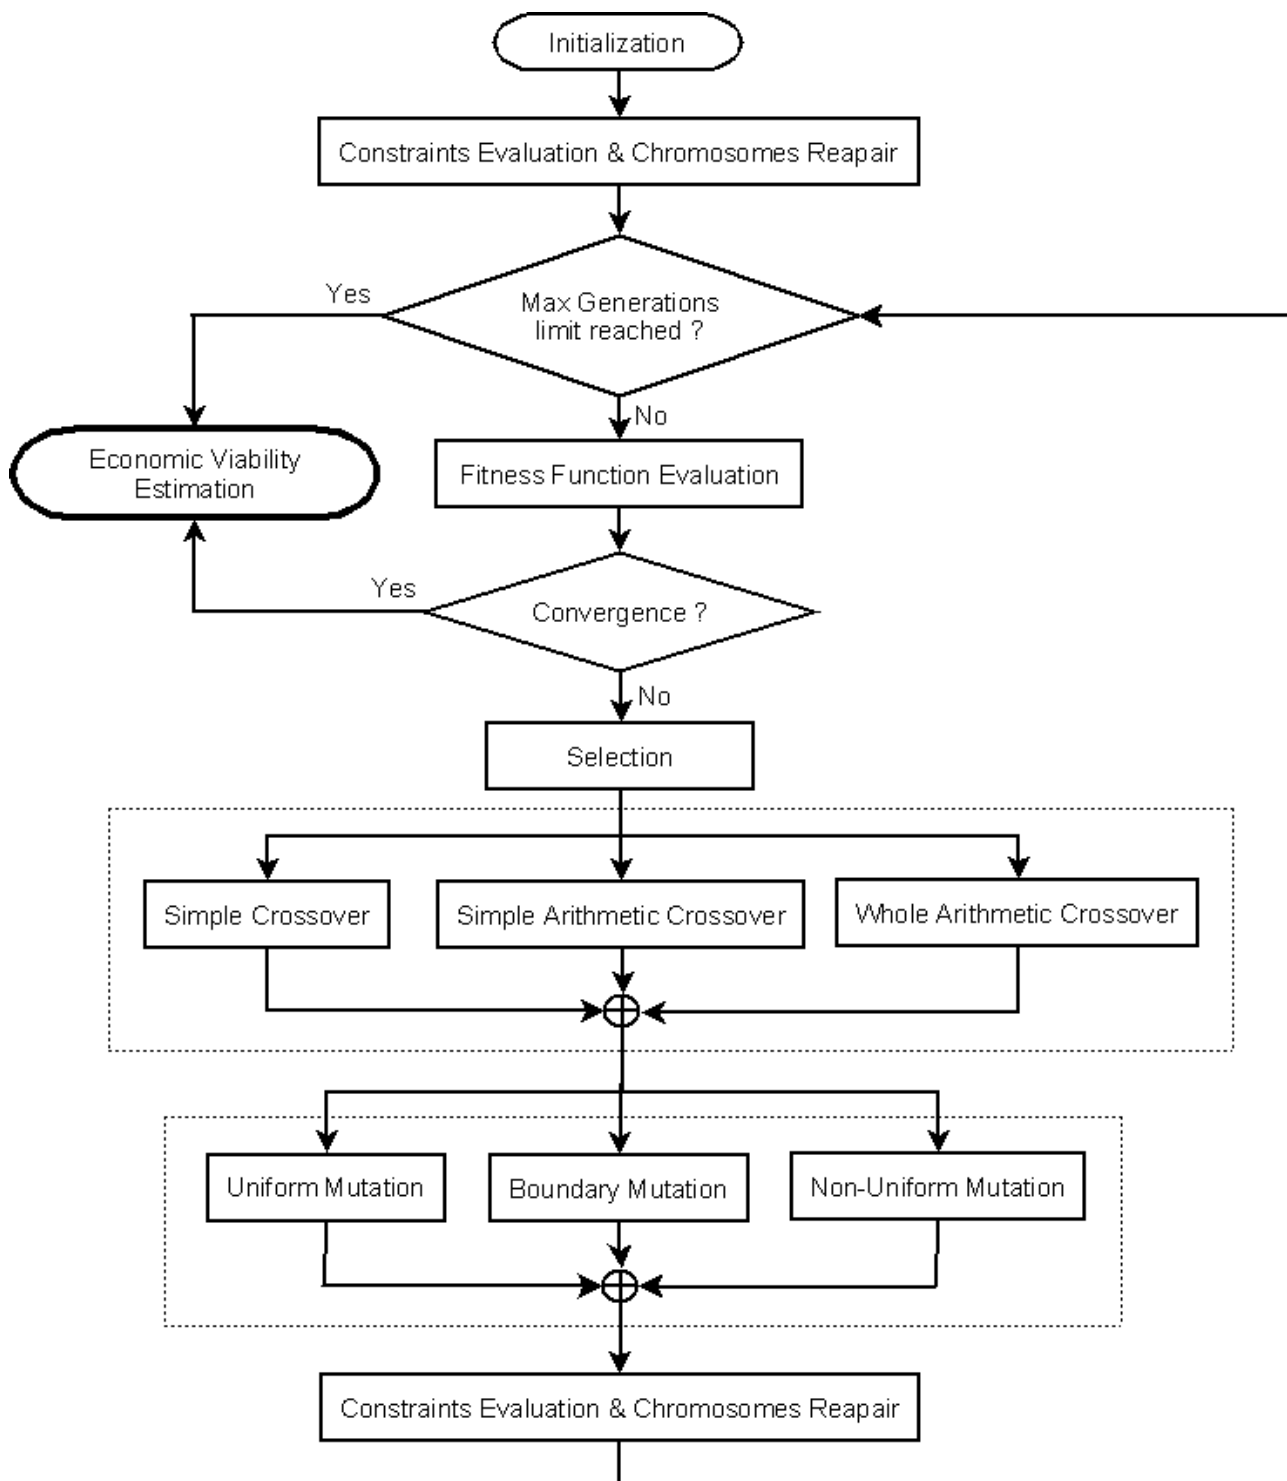 Initialization
Constraints Evaluation & Chromosomes Reapair
Yes
Max Generations
limit reached ?
No
Economic Viability
Estimation
Fitness Function Evaluation
Yes
Convergence ?
No
Selection
Simple Crossover
Simple Arithmetic Crossover
Whole Arithmetic Crossover
Uniform Mutation
Boundary Mutation
Non-Uniform Mutation
Constraints Evaluation & Chromosomes Reapair